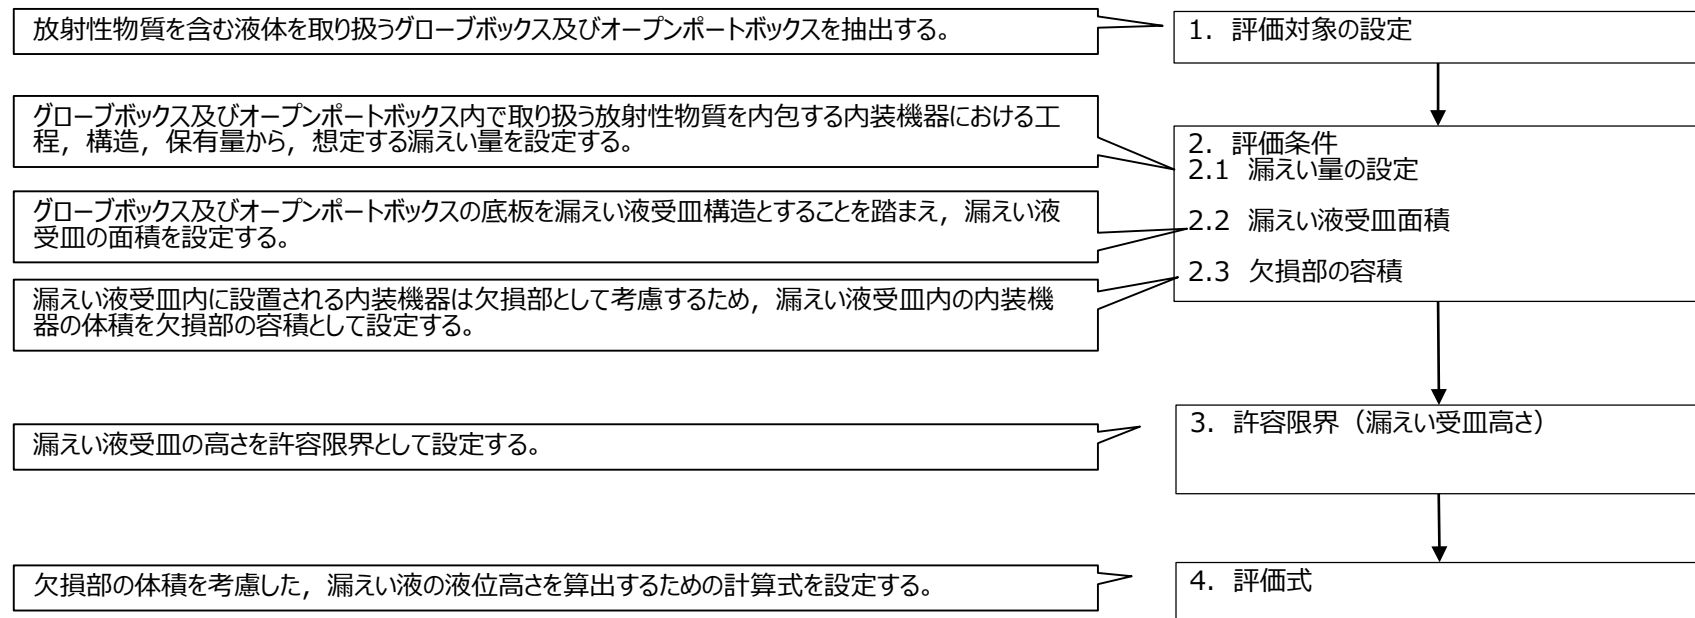 放射性物質を含む液体を取り扱うグローブボックス及びオープンポートボックスを抽出する。
1. 評価対象の設定
グローブボックス及びオープンポートボックス内で取り扱う放射性物質を内包する内装機器における工
程，構造，保有量から，想定する漏えい量を設定する。
2. 評価条件
2.1 漏えい量の設定
グローブボックス及びオープンポートボックスの底板を漏えい液受皿構造とすることを踏まえ，漏えい液
受皿の面積を設定する。
2.2 漏えい液受皿面積
漏えい液受皿内に設置される内装機器は欠損部として考慮するため，漏えい液受皿内の内装機
器の体積を欠損部の容積として設定する。
2.3 欠損部の容積
漏えい液受皿の高さを許容限界として設定する。
3. 許容限界（漏えい受皿高さ）
欠損部の体積を考慮した，漏えい液の液位高さを算出するための計算式を設定する。
4. 評価式